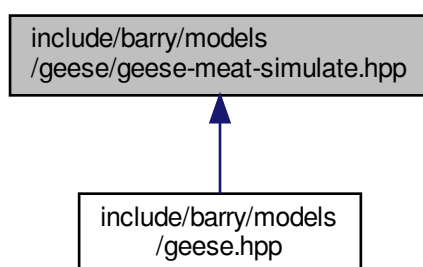 include/barry/models
/geese/geese-meat-simulate.hpp
include/barry/models
/geese.hpp